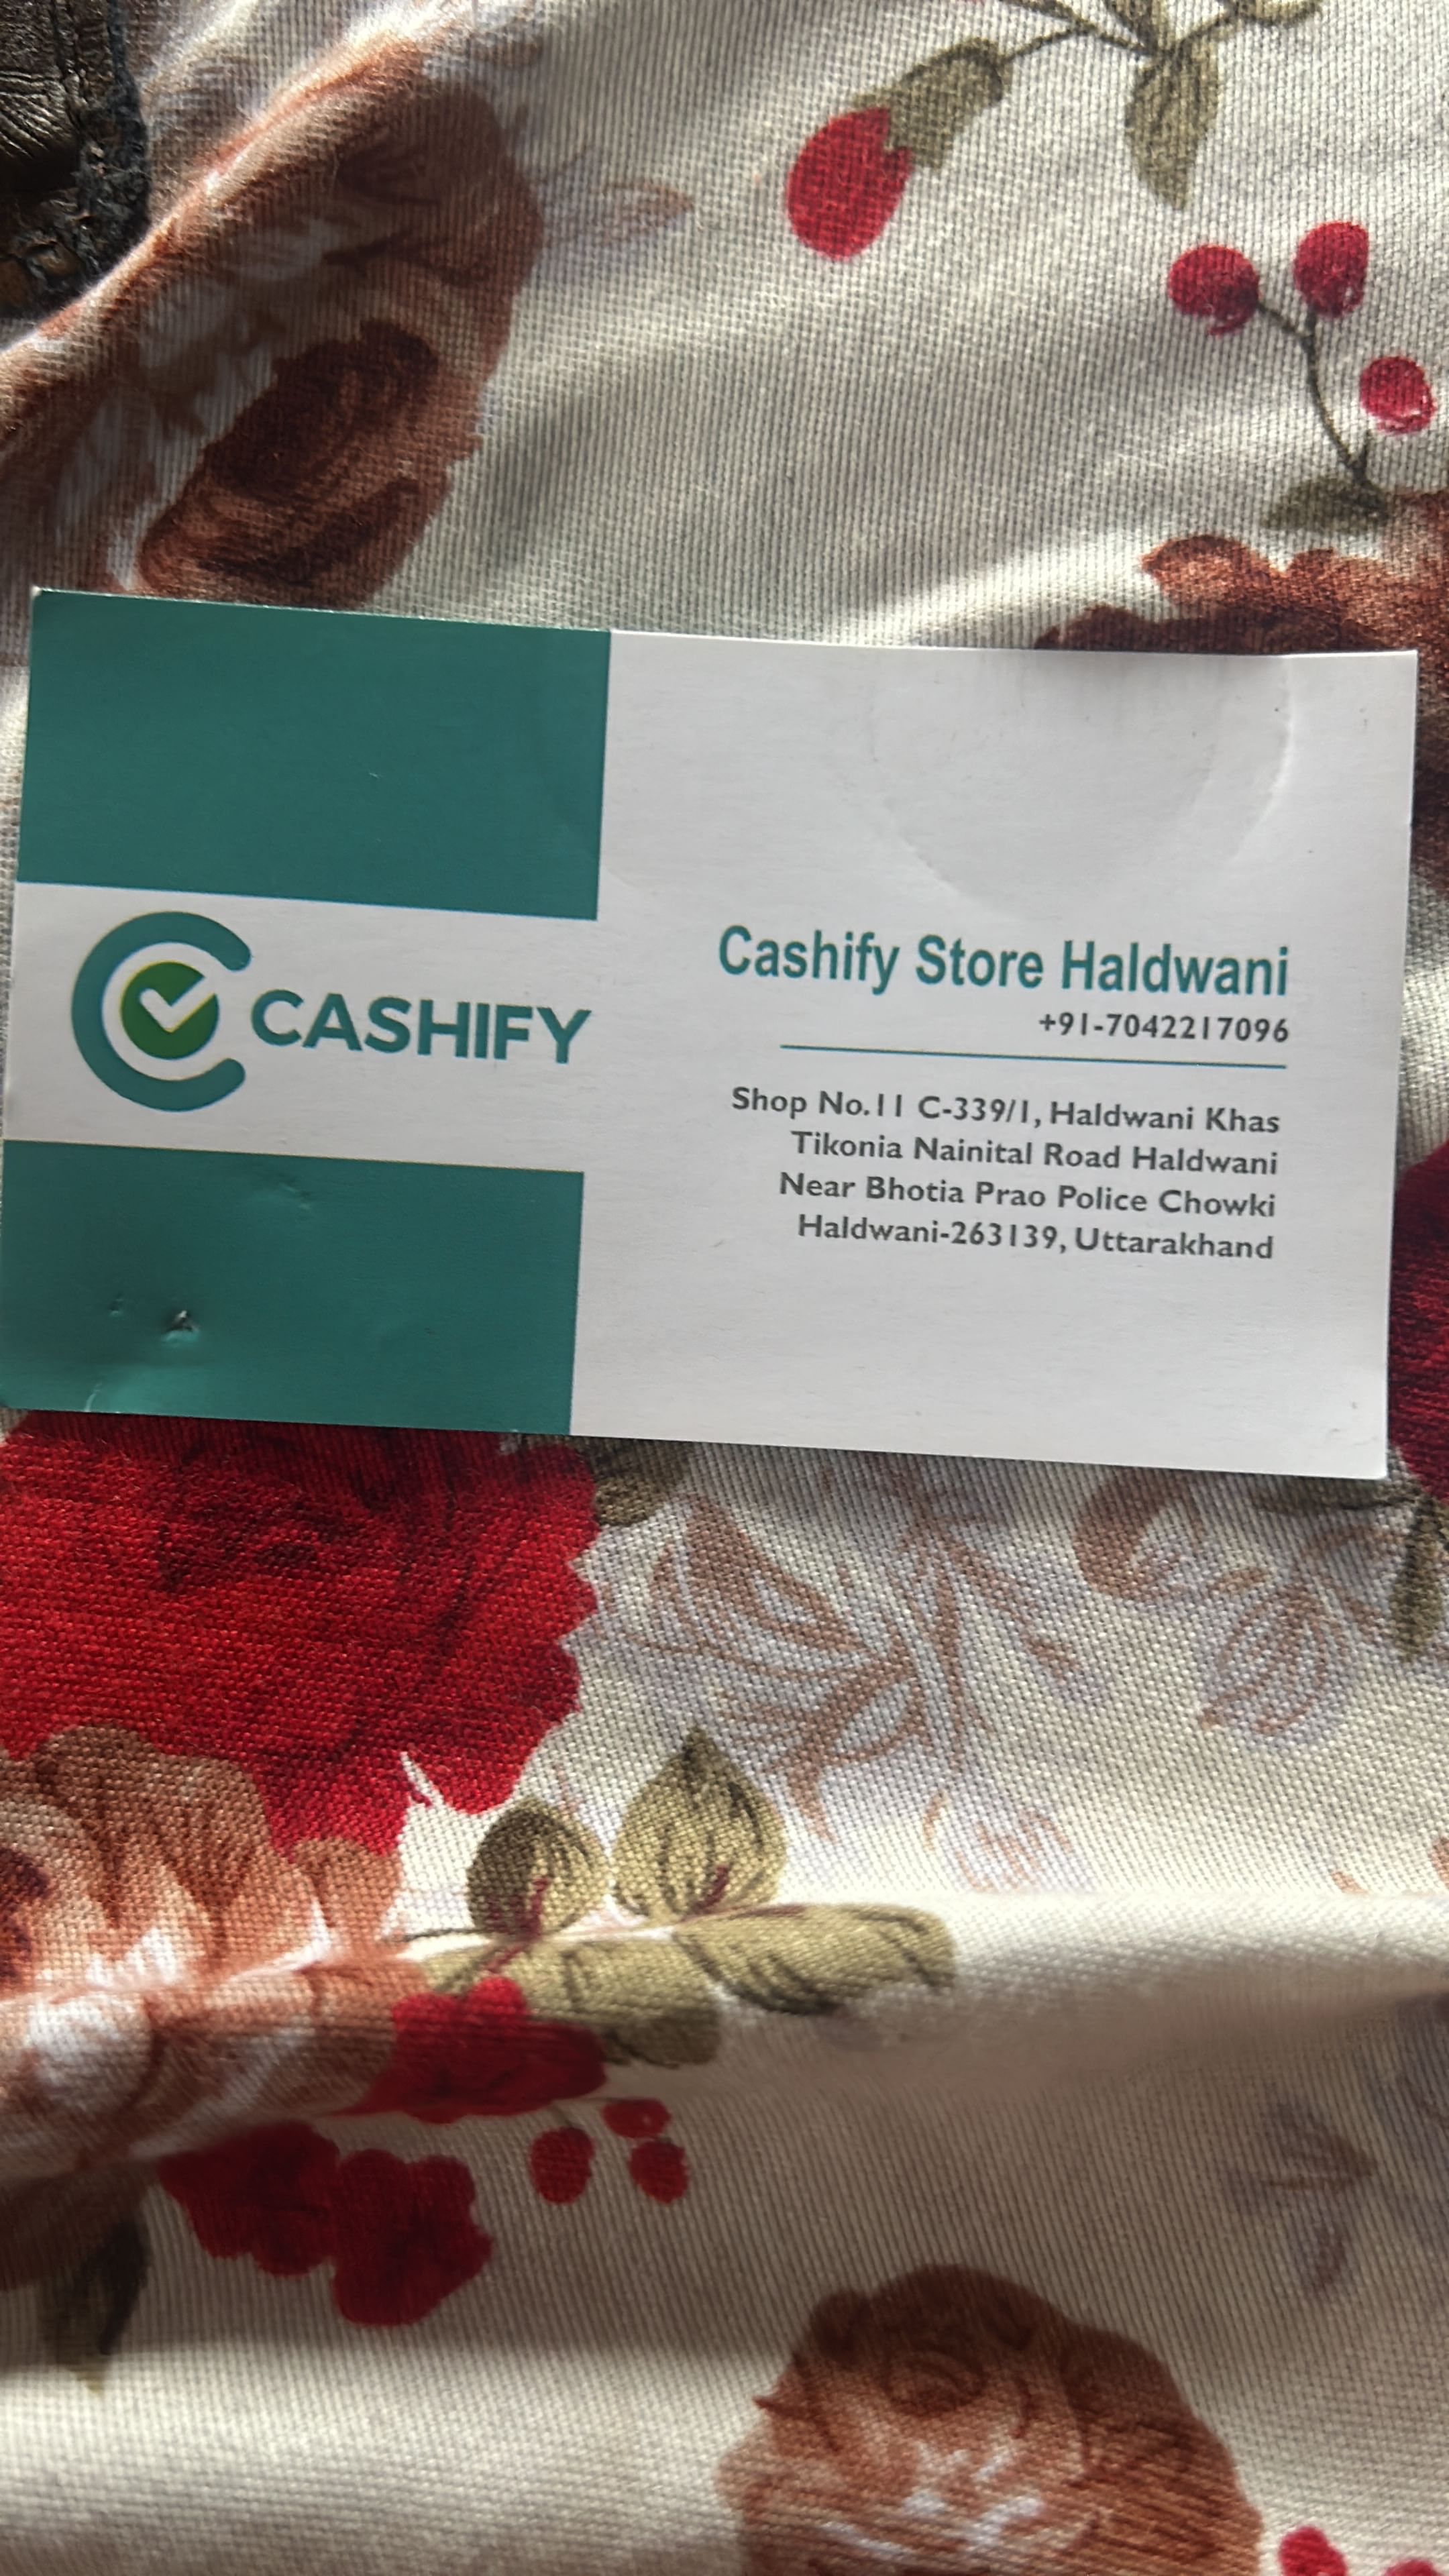 CASHIFY
Cashify Store Haldwani
+91-7042217096
Shop No.11 C-339/1, Haldwani Khas
Tikonia Nainital Road Haldwani
Near Bhotia Prao Police Chowki
Haldwani-263139, Uttarakhand